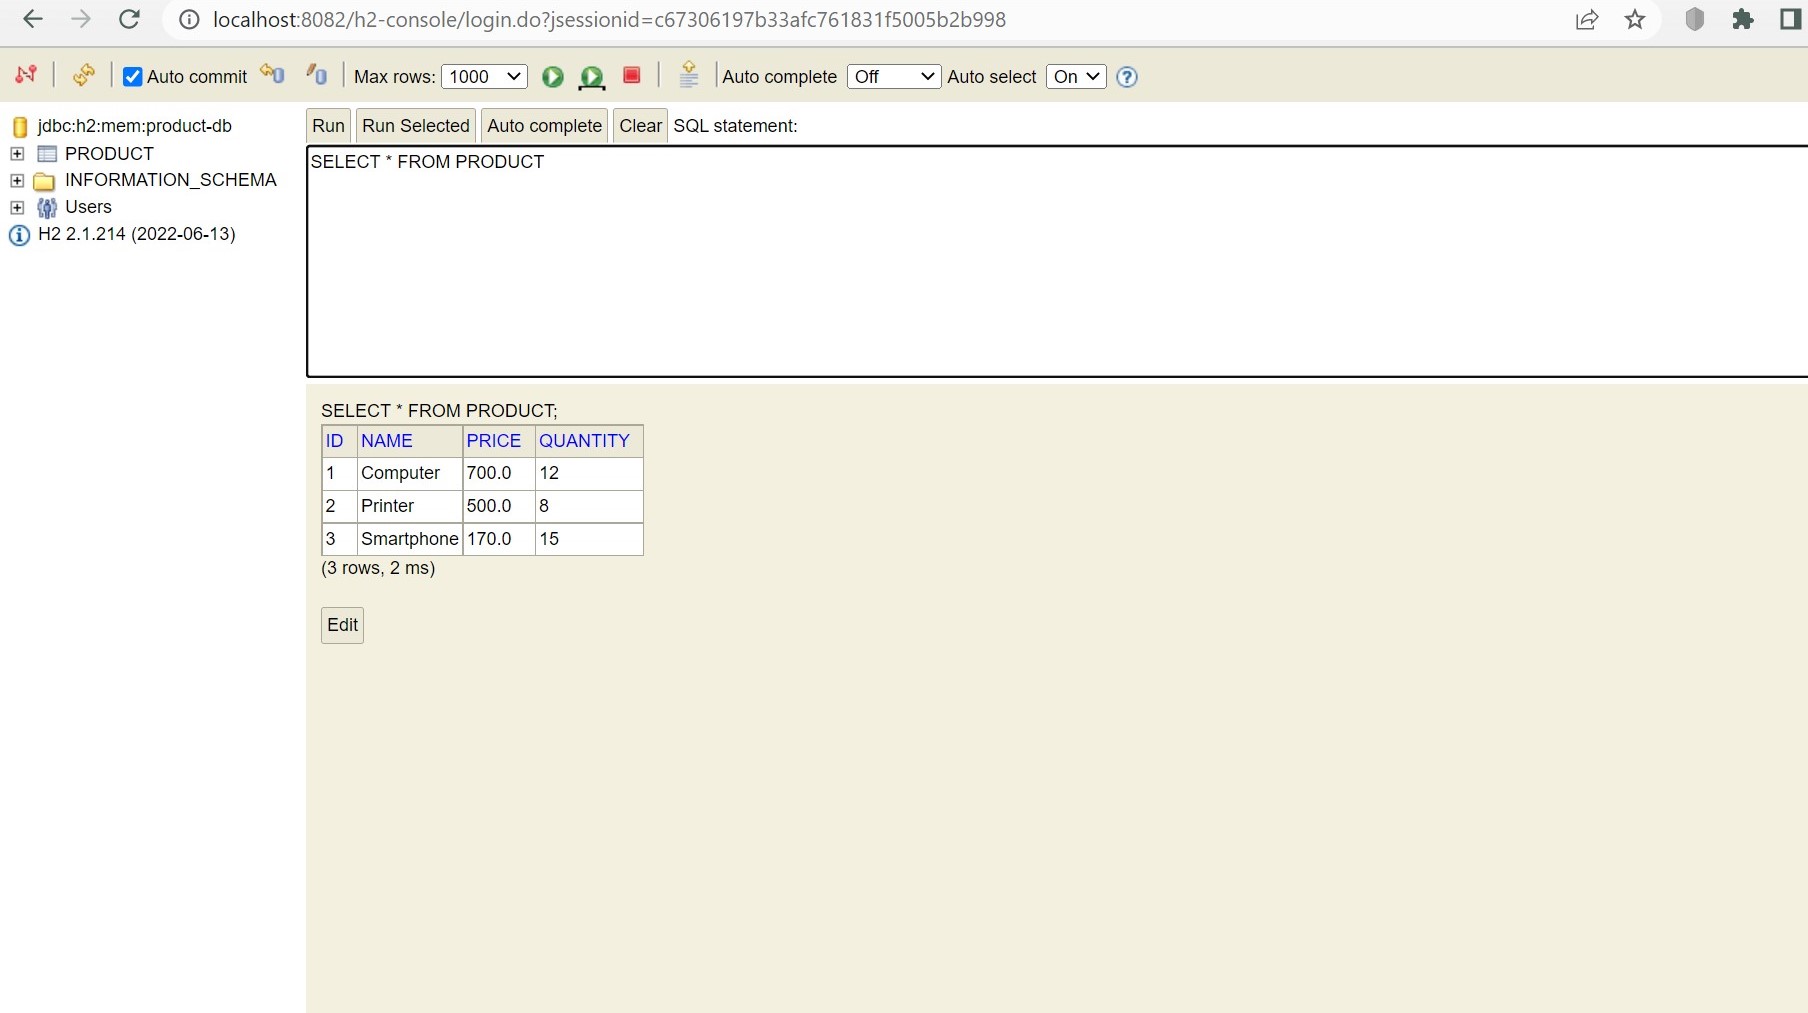 localhost:8082/h2-console/login.do?jsessionid=c67306197b33afc761831f5005b2b998
Auto commit Max rows: 1000 Auto complete Off Auto select On ?
jdbc:h2:mem:product-db
PRODUCT
INFORMATION_SCHEMA
Users
H2 2.1.214 (2022-06-13)
Run Run Selected Auto complete Clear SQL statement:
SELECT * FROM PRODUCT
SELECT * FROM PRODUCT;
ID NAME PRICE QUANTITY
1 Computer 700.0 12
2 Printer 500.0 8
3 Smartphone 170.0 15
(3 rows, 2 ms)
Edit